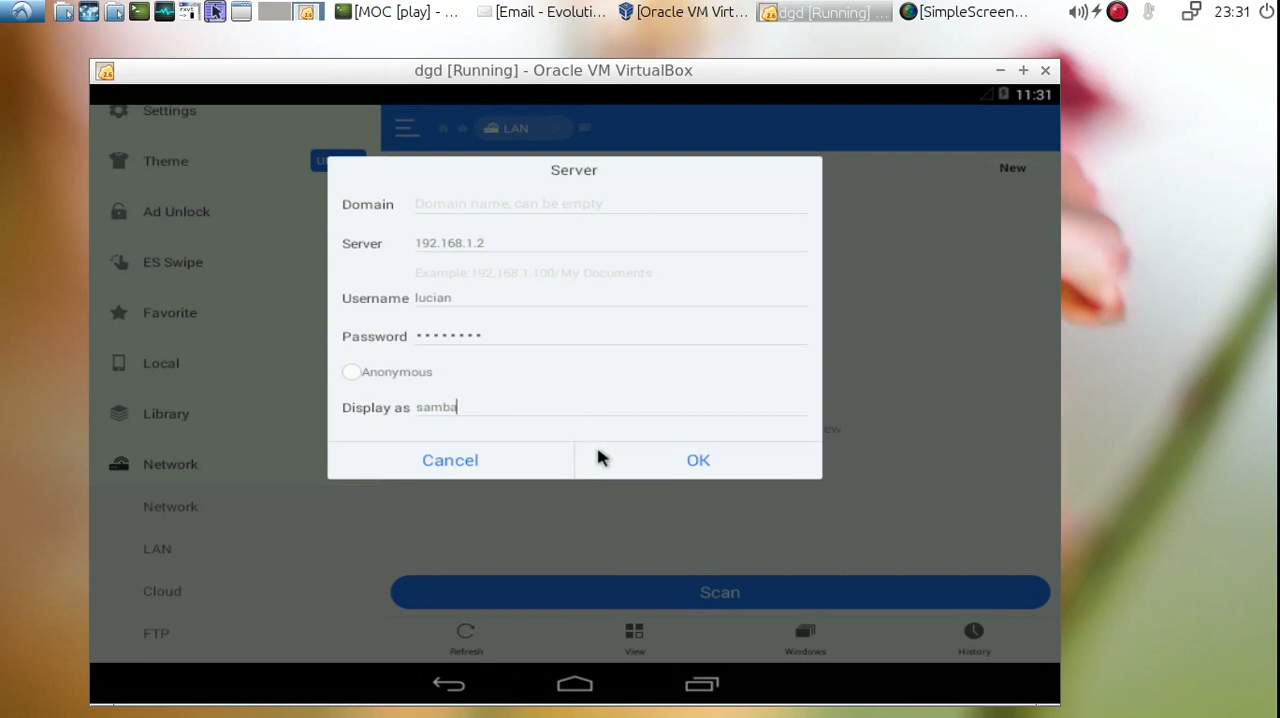 [MOC [play] - ...
[Email - Evoluti...
[Oracle VM Virt...
dgd [Running] ...
[SimpleScreen...
23:31
dgd [Running] - Oracle VM VirtualBox
11:31
Settings
LAN
Theme
New
Ad Unlock
ES Swipe
Favorite
Local
Library
Network
Network
LAN
Cloud
FTP
Server
Domain Domain name, can be empty
Server 192.168.1.2
Example:192.168.1.100/My Documents
Username lucian
Password ••••••••
Anonymous
Display as samba
Cancel
OK
Scan
Refresh
View
Windows
History